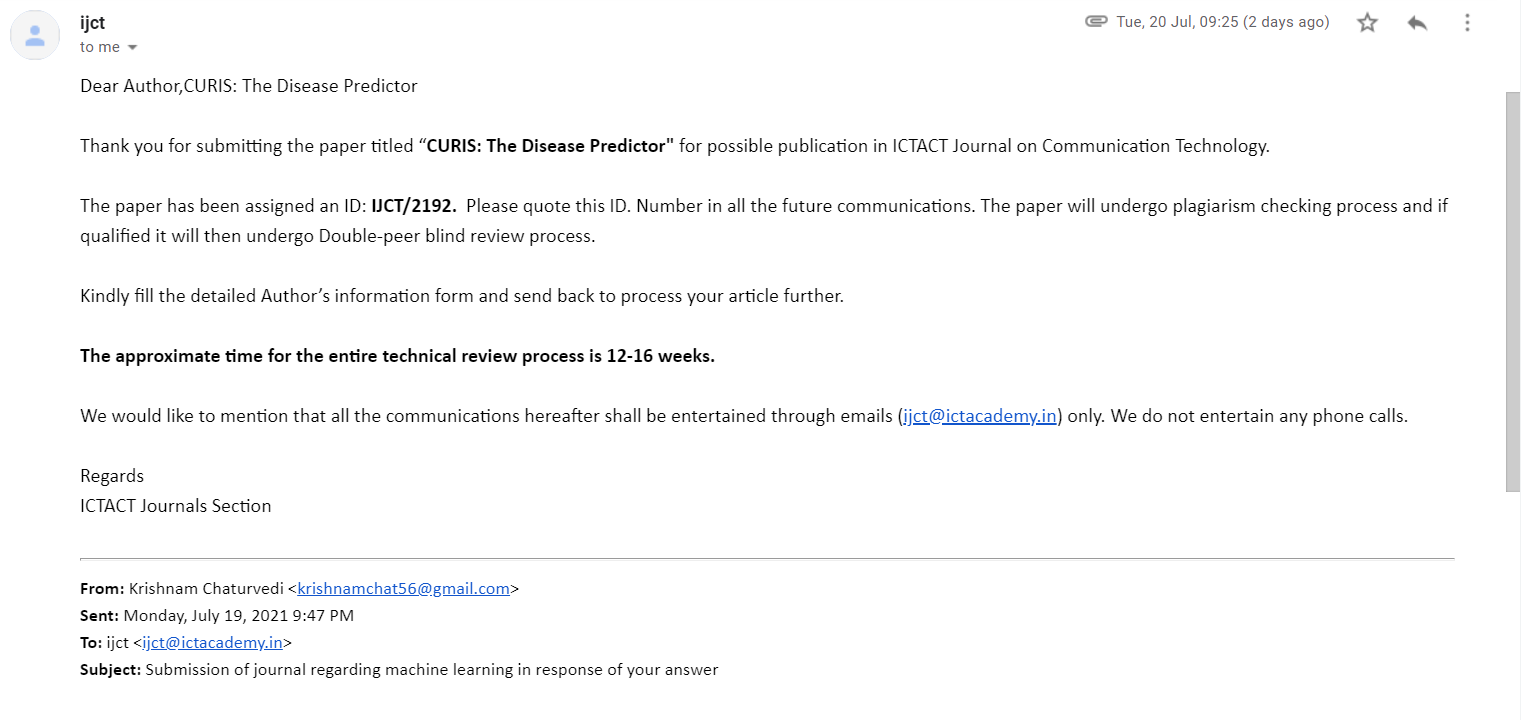 ijct
Tue, 20 Jul, 09:25 (2 days ago)
to me
Dear Author,CURIS: The Disease Predictor
Thank you for submitting the paper titled “CURIS: The Disease Predictor" for possible publication in ICTACT Journal on Communication Technology.
The paper has been assigned an ID: IJCT/2192.  Please quote this ID. Number in all the future communications. The paper will undergo plagiarism checking process and if
qualified it will then undergo Double-peer blind review process.
Kindly fill the detailed Author’s information form and send back to process your article further.
The approximate time for the entire technical review process is 12-16 weeks.
We would like to mention that all the communications hereafter shall be entertained through emails (ijct@ictacademy.in) only. We do not entertain any phone calls.
Regards
ICTACT Journals Section
From: Krishnam Chaturvedi <krishnamchat56@gmail.com>
Sent: Monday, July 19, 2021 9:47 PM
To: ijct <ijct@ictacademy.in>
Subject: Submission of journal regarding machine learning in response of your answer